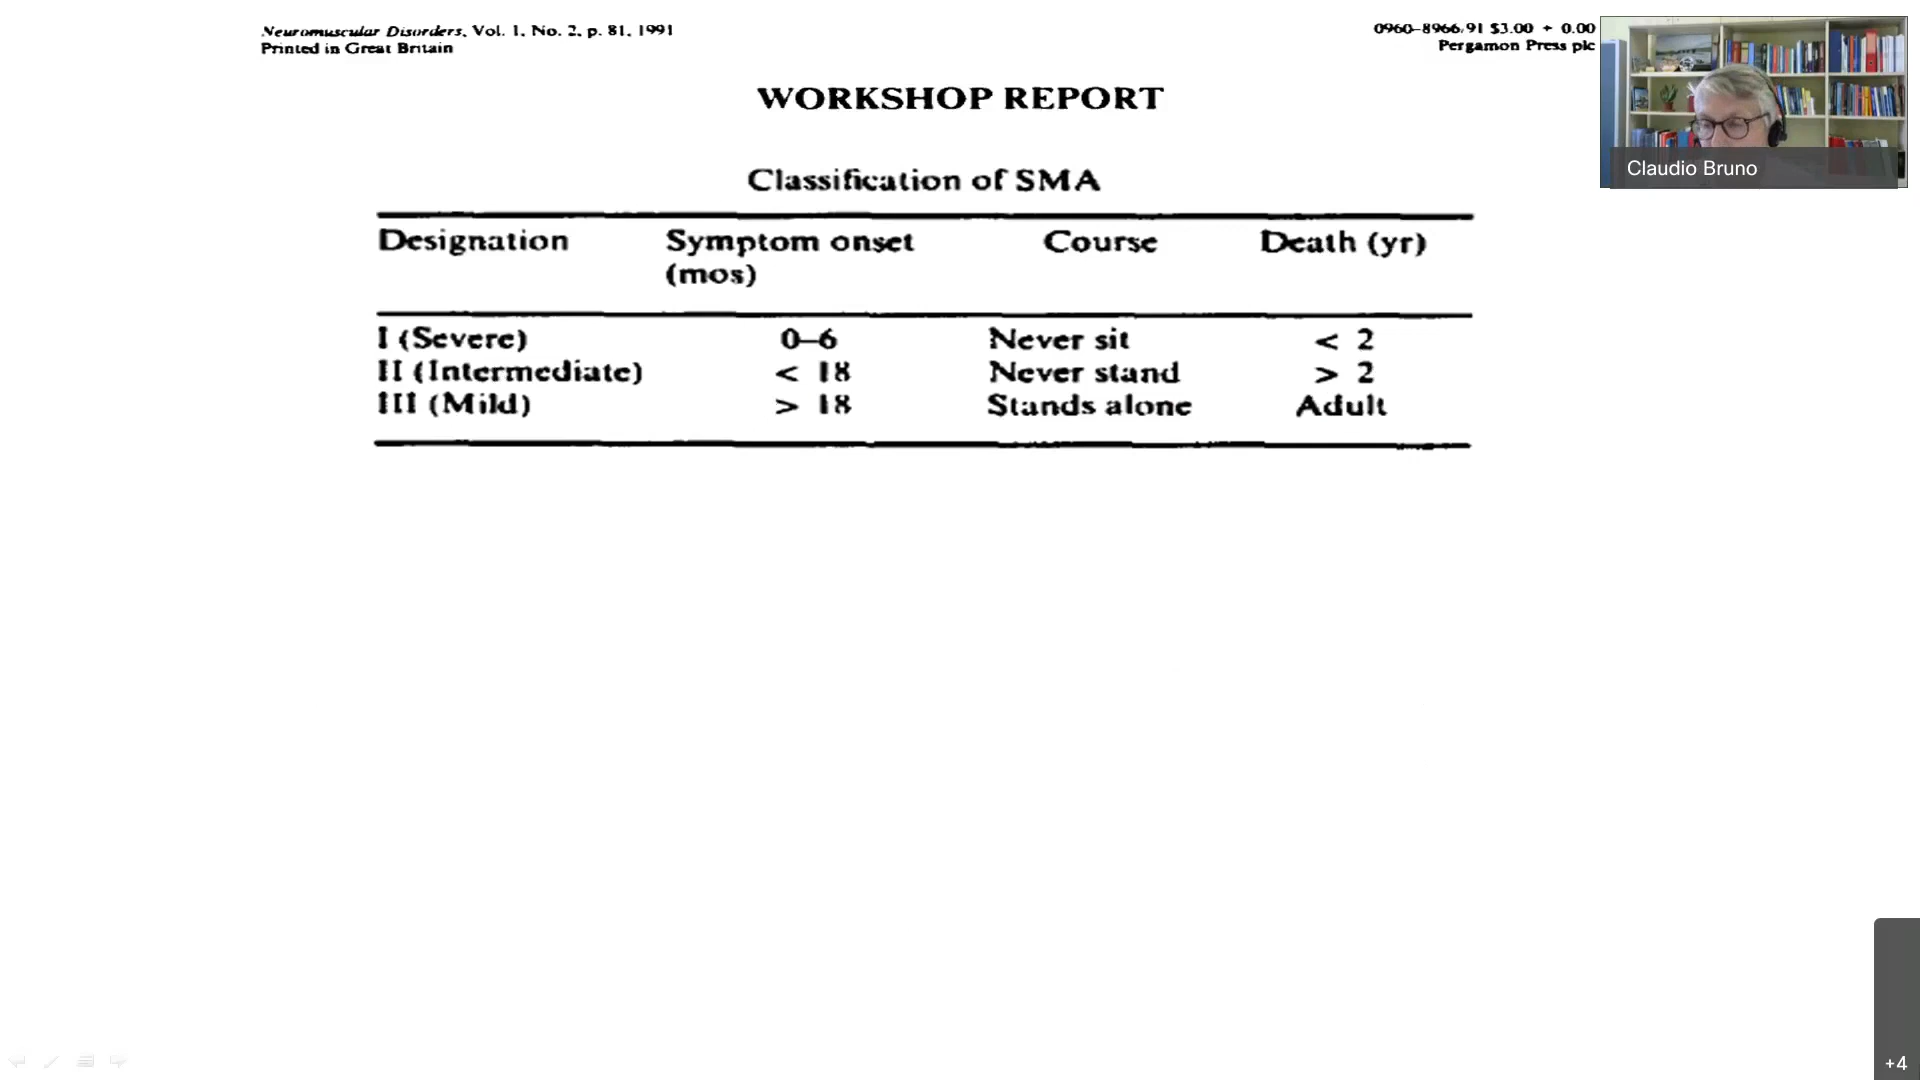 Neuromuscular Disorders, Vol. 1, No. 2, p. 81, 1991
Printed in Great Britain
0960–8966/91 $3.00 + 0.00
Pergamon Press plc
WORKSHOP REPORT
Claudio Bruno
Classification of SMA
Designation Symptom onset (mos) Course Death (yr)
I (Severe) 0–6 Never sit < 2
II (Intermediate) < 18 Never stand > 2
III (Mild) > 18 Stands alone Adult
+4